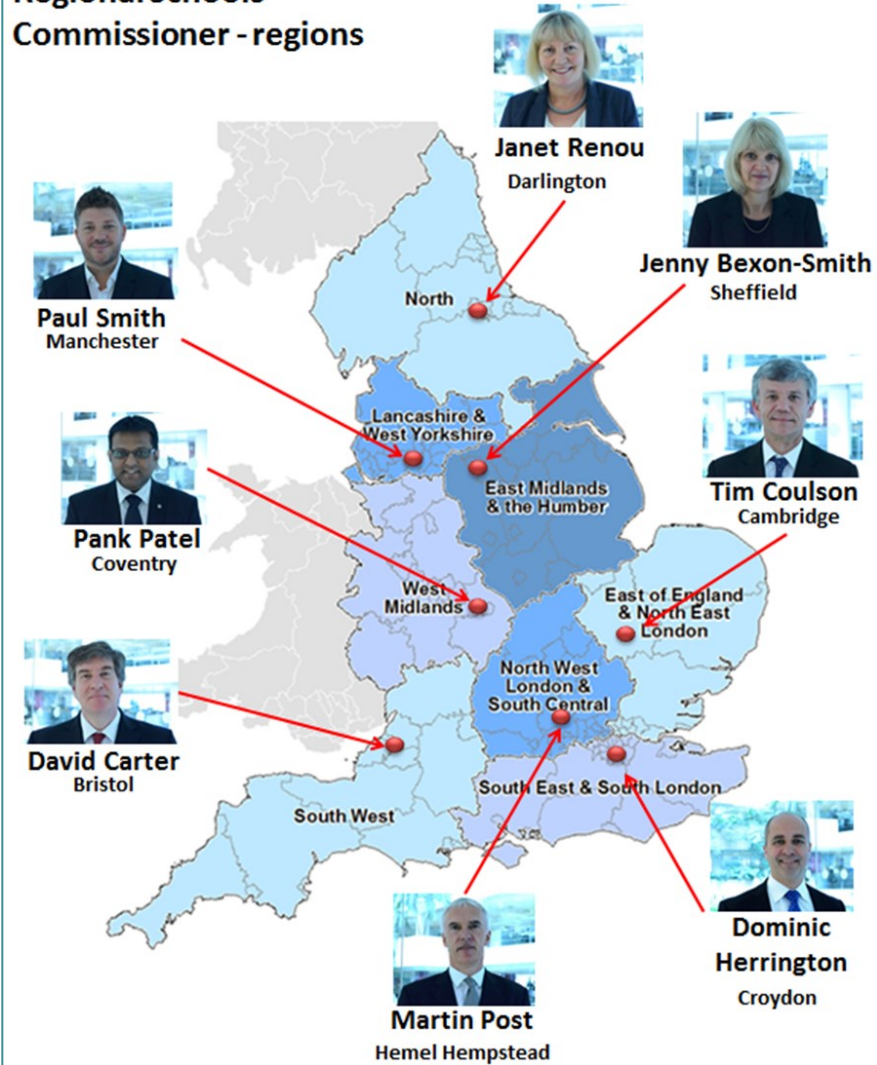 Regional Schools
Commissioner - regions
Janet Renou
Darlington
Jenny Bexon-Smith
Sheffield
Paul Smith
Manchester
North
Lancashire &
West Yorkshire
Tim Coulson
Cambridge
East Midlands
& the Humber
Pank Patel
Coventry
West
Midlands
East of England
& North East
London
North West
London &
South Central
David Carter
Bristol
South East & South London
South West
Dominic
Herrington
Croydon
Martin Post
Hemel Hempstead